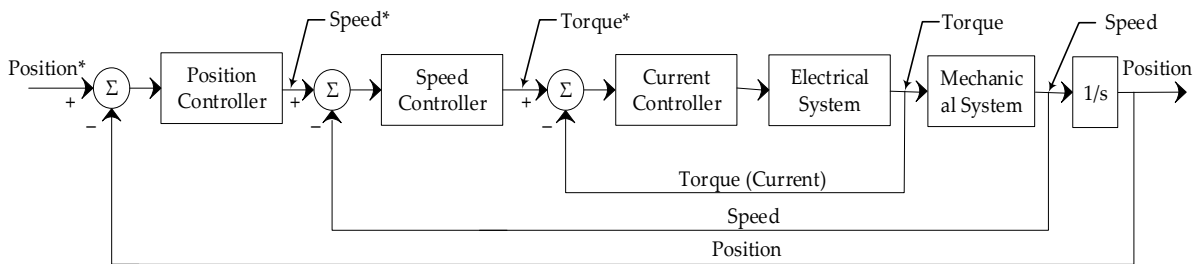 Speed*
Torque*
Torque
Speed
Position*
Σ
Position
Controller
Σ
Speed
Controller
Σ
Current
Controller
Electrical
System
Mechanic
al System
1/s
Position
+
−
+
−
+
−
Torque (Current)
Speed
Position